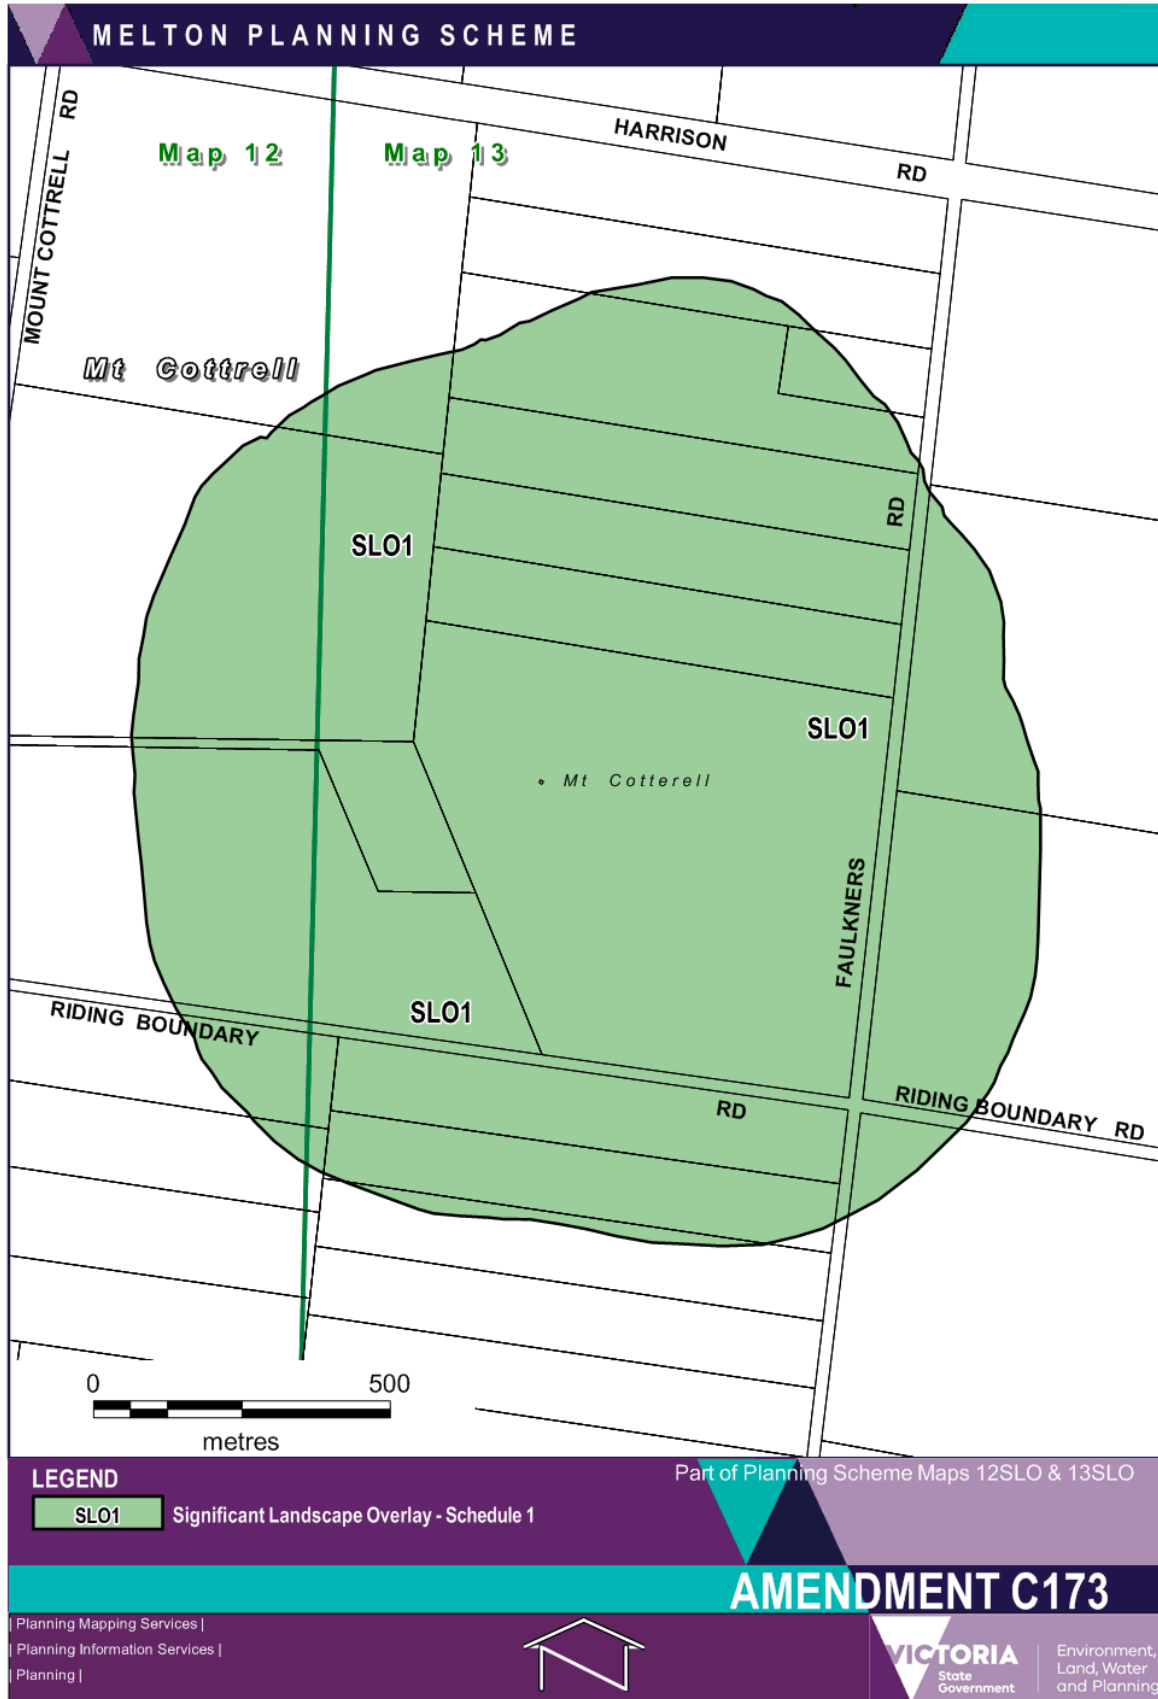 MELTON PLANNING SCHEME
HARRISON
RD
MOUNT COTTRELL RD
Map 12
Map 13
Mt Cottrell
SLO1
RD
SLO1
Mt Cotterell
FAULKNERS
SLO1
RIDING BOUNDARY
RD
RIDING BOUNDARY RD
0 500
metres
LEGEND
SLO1 Significant Landscape Overlay - Schedule 1
Part of Planning Scheme Maps 12SLO & 13SLO
AMENDMENT C173
| Planning Mapping Services |
| Planning Information Services |
| Planning |
VICTORIA
State
Government
Environment,
Land, Water
and Planning